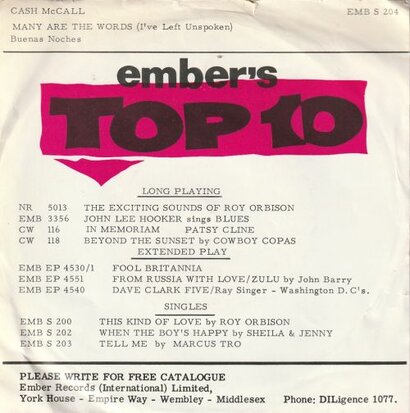 CASH McCALL EMB S 204
MANY ARE THE WORDS (I've Left Unspoken)
Buenas Noches
ember's
TOP 10
LONG PLAYING
NR 5013 THE EXCITING SOUNDS OF ROY ORBISON
EMB 3356 JOHN LEE HOOKER sings BLUES
CW 116 IN MEMORIAM PATSY CLINE
CW 118 BEYOND THE SUNSET by COWBOY COPAS
EXTENDED PLAY
EMB EP 4530/1 FOOL BRITANNIA
EMB EP 4551 FROM RUSSIA WITH LOVE/ZULU by John Barry
EMB EP 4540 DAVE CLARK FIVE/Ray Singer - Washington D. C's.
SINGLES
EMB S 200 THIS KIND OF LOVE by ROY ORBISON
EMB S 202 WHEN THE BOY'S HAPPY by SHEILA & JENNY
EMB S 203 TELL ME by MARCUS TRO
PLEASE WRITE FOR FREE CATALOGUE
Ember Records (International) Limited,
York House - Empire Way - Wembley - Middlesex Phone: DILigence 1077.